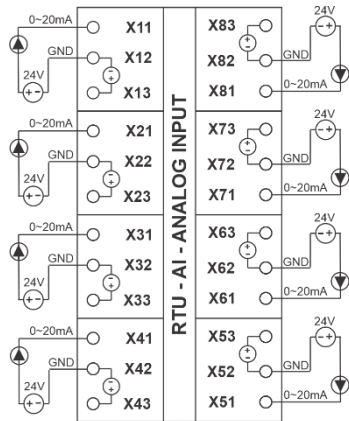 0~20mA X11
GND X12
24V X13
0~20mA X21
GND X22
24V X23
0~20mA X31
GND X32
24V X33
0~20mA X41
GND X42
24V X43
RTU - AI - ANALOG INPUT
X83 24V
X82 GND
X81 0~20mA
X73 24V
X72 GND
X71 0~20mA
X63 24V
X62 GND
X61 0~20mA
X53 24V
X52 GND
X51 0~20mA